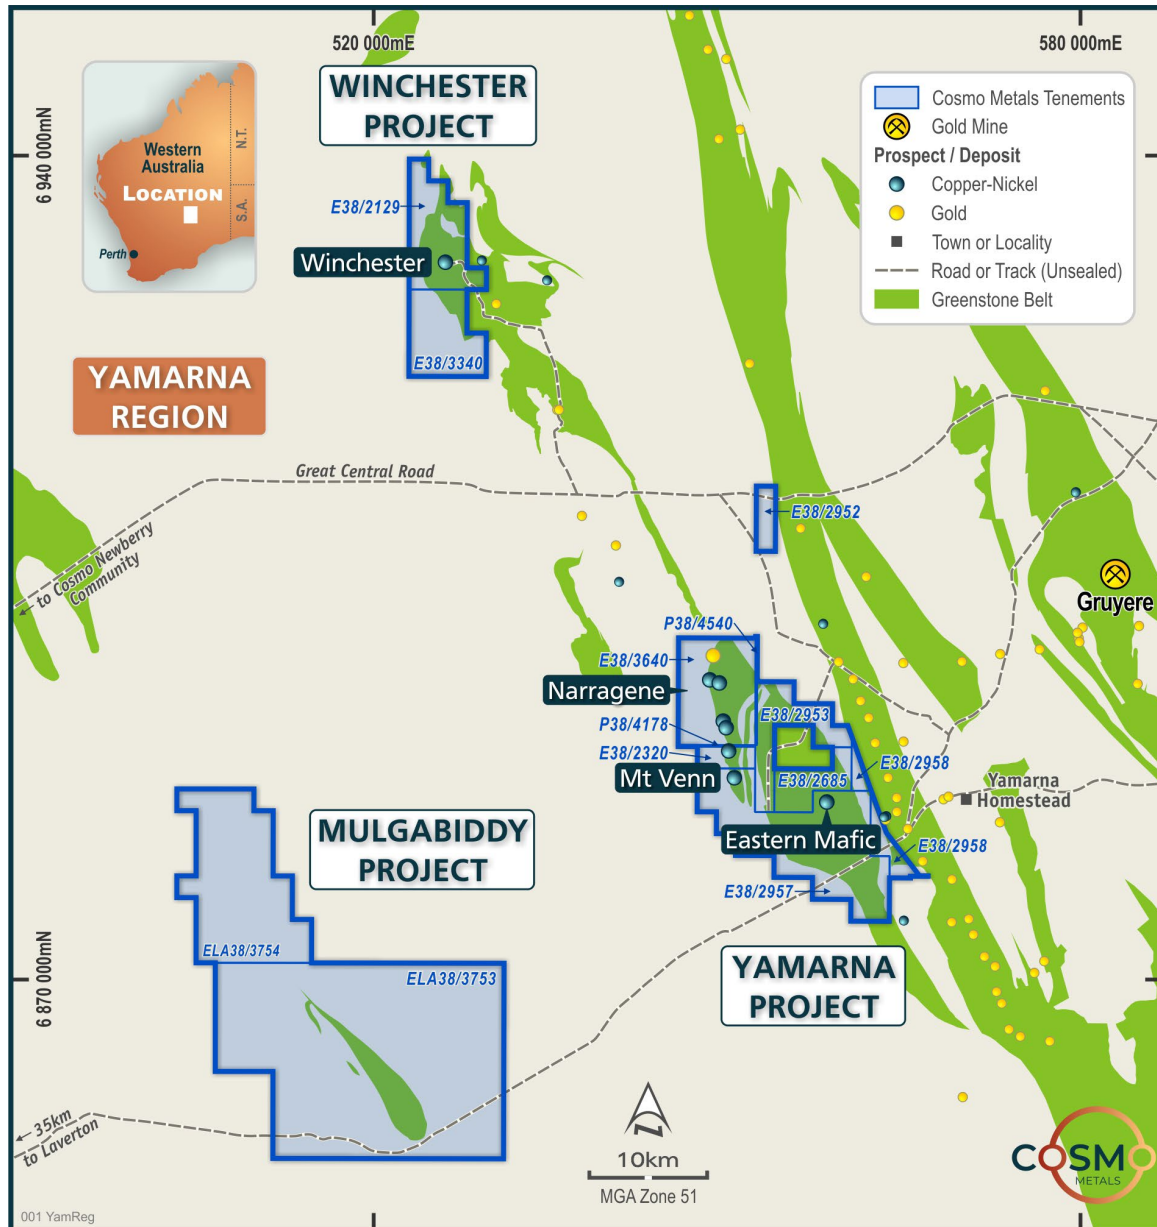 520 000mE
580 000mE
6 940 000mN
6 870 000mN
WINCHESTER
PROJECT
Western
Australia
LOCATION
N.T.
S.A.
Perth
Cosmo Metals Tenements
Gold Mine
Prospect / Deposit
Copper-Nickel
Gold
Town or Locality
Road or Track (Unsealed)
Greenstone Belt
E38/2129
Winchester
E38/3340
YAMARNA
REGION
Great Central Road
to Cosmo Newberry
Community
E38/2952
Gruyere
P38/4540
E38/3640
Narragene
P38/4178
E38/2320
Mt Venn
E38/2953
E38/2685
E38/2958
Eastern Mafic
Yamarna
Homestead
E38/2958
E38/2957
MULGABIDDY
PROJECT
ELA38/3754
ELA38/3753
YAMARNA
PROJECT
35km
to Laverton
N
10km
MGA Zone 51
COSMO
METALS
001 YamReg